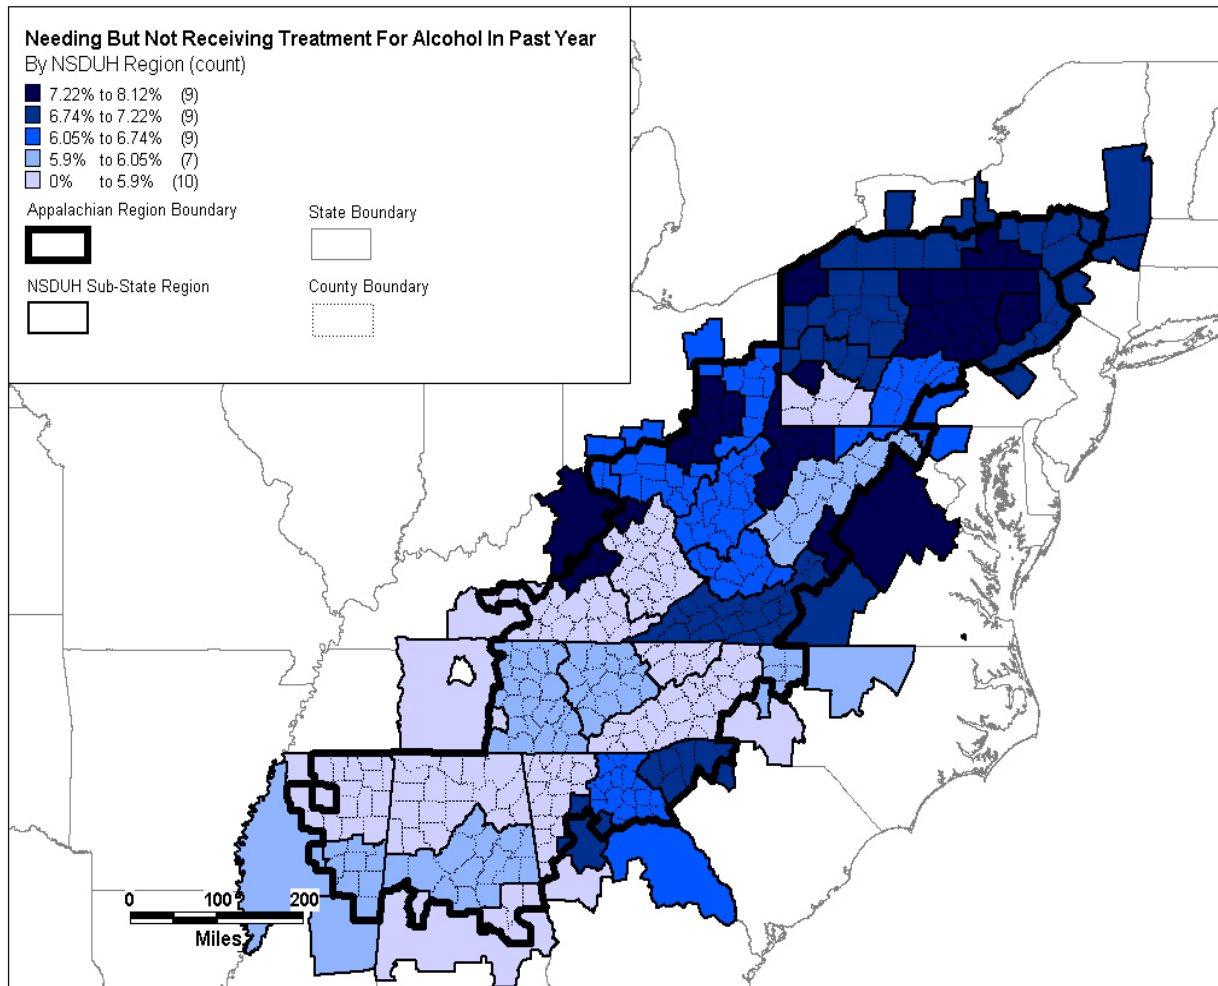 Needing But Not Receiving Treatment For Alcohol In Past Year
By NSDUH Region (count)
7.22% to 8.12% (9)
6.74% to 7.22% (9)
6.05% to 6.74% (9)
5.9% to 6.05% (7)
0% to 5.9% (10)
Appalachian Region Boundary State Boundary
NSDUH Sub-State Region County Boundary
0 100 200
Miles